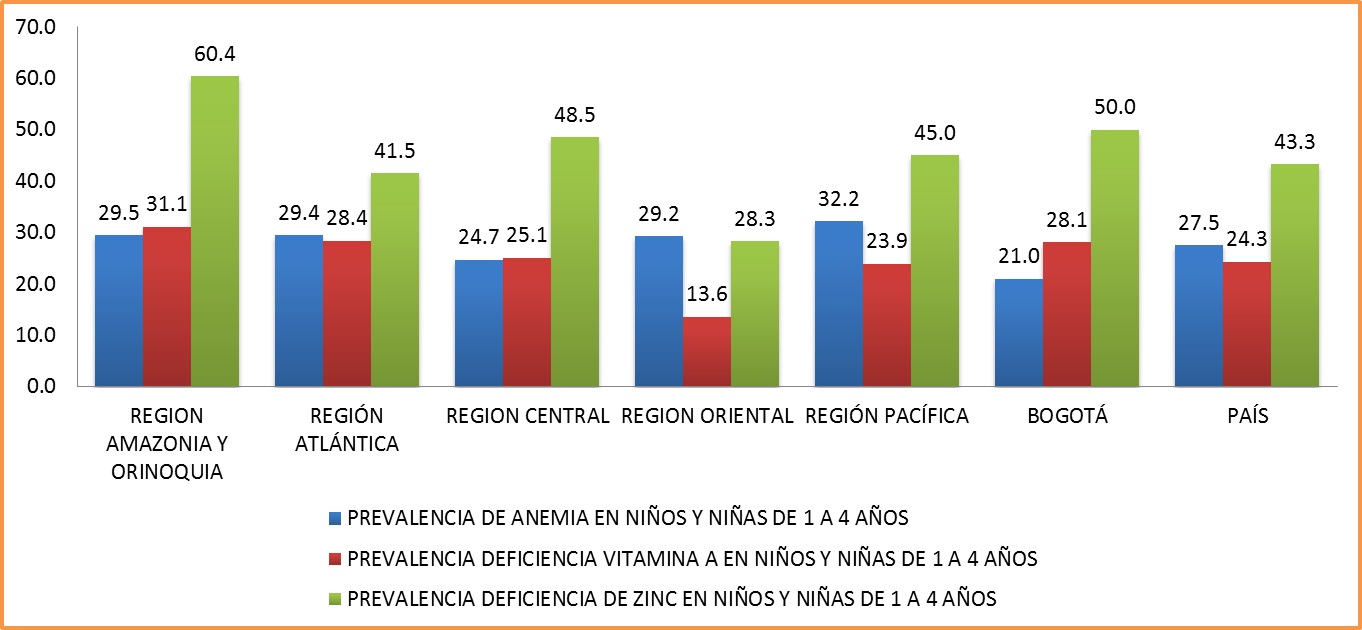 70.0
60.0
50.0
40.0
30.0
20.0
10.0
0.0
29.5 31.1 60.4
29.4 28.4 41.5
24.7 25.1 48.5
29.2 13.6 28.3
32.2 23.9 45.0
21.0 28.1 50.0
27.5 24.3 43.3
REGION
AMAZONIA Y
ORINOQUIA
REGIÓN
ATLÁNTICA
REGION CENTRAL
REGION ORIENTAL
REGIÓN PACÍFICA
BOGOTÁ
PAÍS
PREVALENCIA DE ANEMIA EN NIÑOS Y NIÑAS DE 1 A 4 AÑOS
PREVALENCIA DEFICIENCIA VITAMINA A EN NIÑOS Y NIÑAS DE 1 A 4 AÑOS
PREVALENCIA DEFICIENCIA DE ZINC EN NIÑOS Y NIÑAS DE 1 A 4 AÑOS